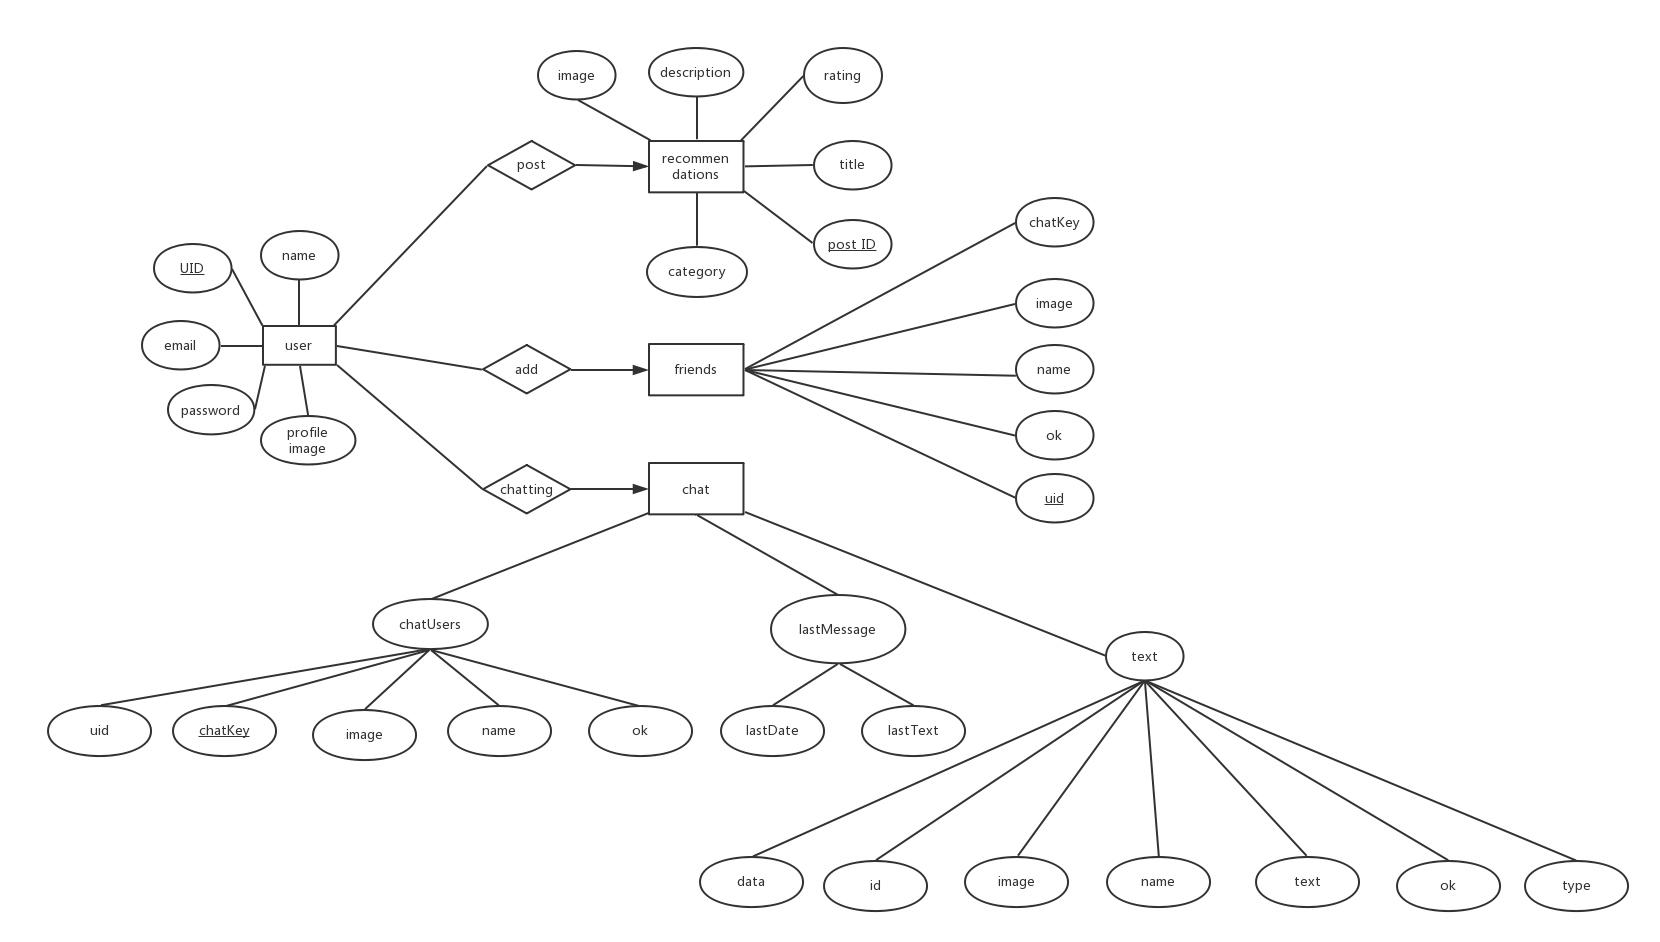 image
description
rating
post
recommen
dations
title
post ID
category
chatKey
UID
name
image
email
user
add
friends
name
password
profile
image
ok
chatting
chat
uid
chatUsers
lastMessage
text
uid
chatKey
image
name
ok
lastDate
lastText
data
id
image
name
text
ok
type